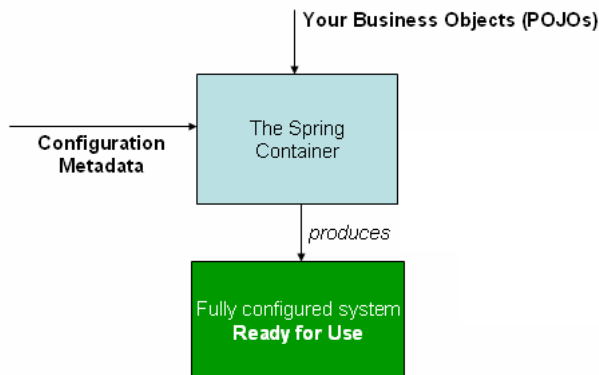 Your Business Objects (POJOs)
The Spring
Container
Configuration
Metadata
produces
Fully configured system
Ready for Use